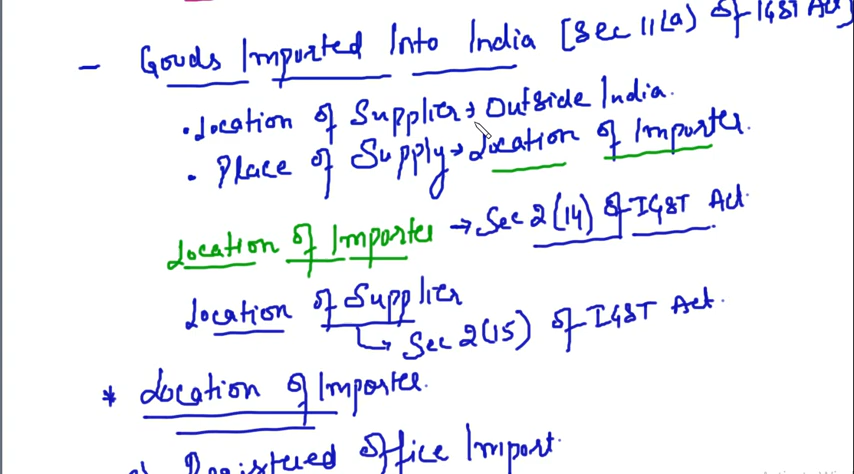 - Goods Imported Into India [Sec 11(a) of IGST Act]
• Location of Supplier → Outside India.
• Place of Supply → Location of Importer.
Location of Importer → Sec 2(14) of IGST Act
Location of Supplier
↳ Sec 2(15) of IGST Act.
* Location of Importer.
Registered Office Import.